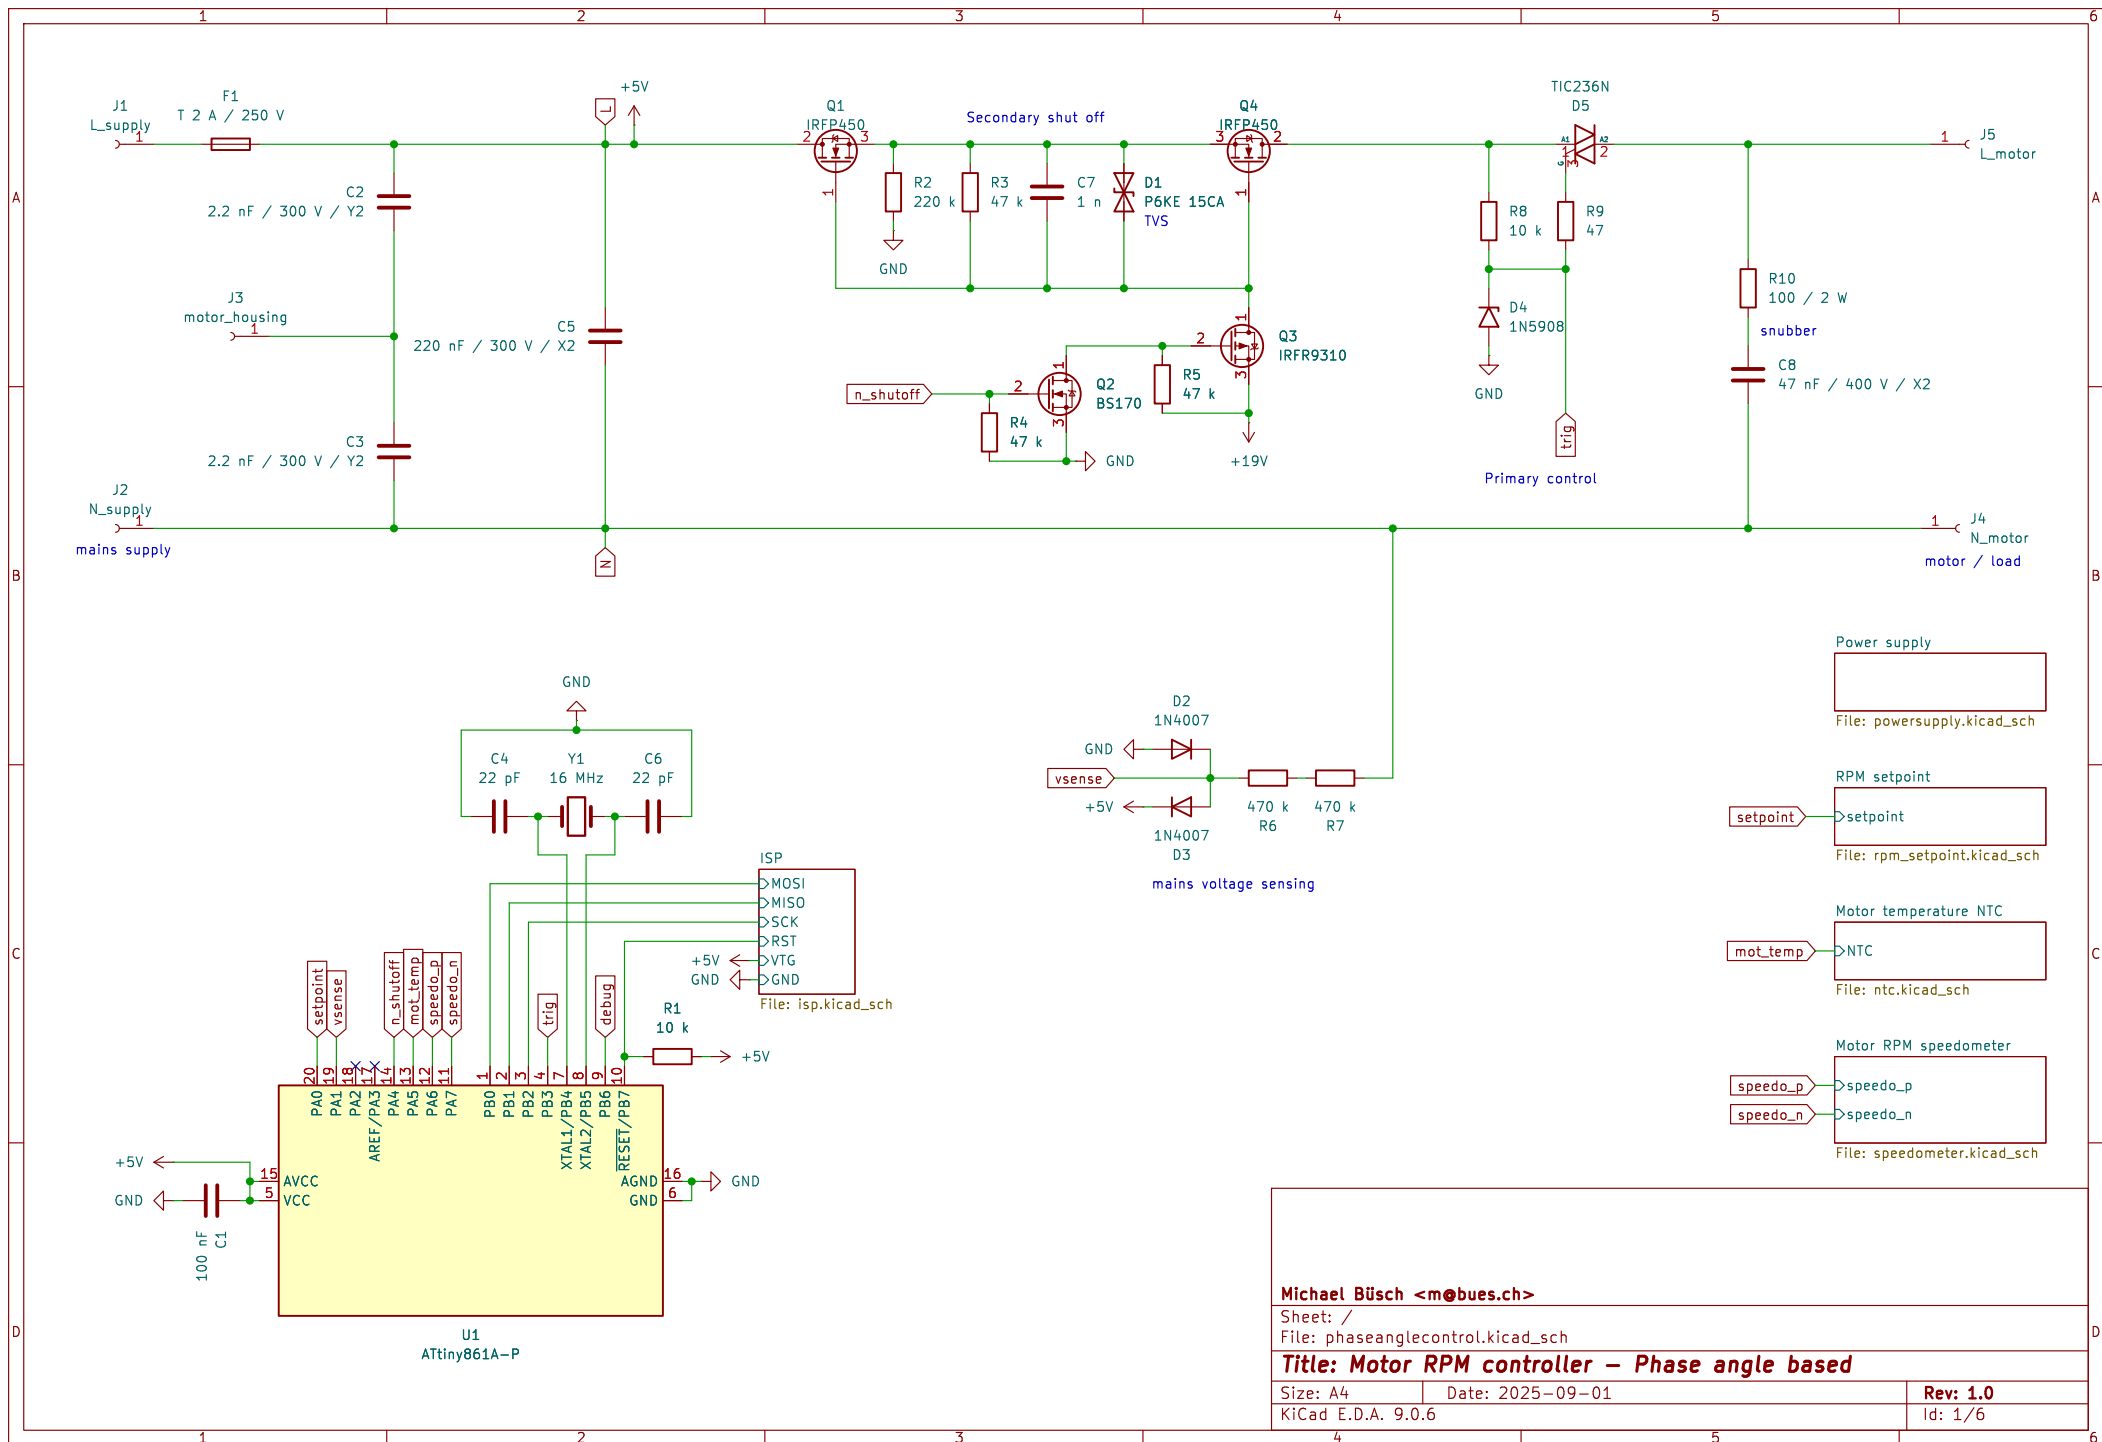 1 2 3 4 5 6
A
B
C
D
A
B
C
D
1 2 3 4 5 6
J1
L_supply
1
F1
T 2 A / 250 V
C2
2.2 nF / 300 V / Y2
J3
motor_housing
1
C3
2.2 nF / 300 V / Y2
J2
N_supply
1
mains supply
L
+5V
C5
220 nF / 300 V / X2
N
Q1
IRFP450
2 3
1
Secondary shut off
R2
220 k
GND
R3
47 k
C7
1 n
D1
P6KE 15CA
TVS
Q4
IRFP450
3 2
1
n_shutoff
R4
47 k
2
1
3
Q2
BS170
GND
R5
47 k
2
1
3
Q3
IRFR9310
+19V
TIC236N
D5
A1 A2
1 2
G
3
R8
10 k
R9
47
D4
1N5908
GND
trig
Primary control
R10
100 / 2 W
snubber
C8
47 nF / 400 V / X2
1
J5
L_motor
1
J4
N_motor
motor / load
GND
C4
22 pF
Y1
16 MHz
C6
22 pF
D2
1N4007
GND
vsense
+5V
1N4007
D3
470 k
R6
470 k
R7
mains voltage sensing
ISP
MOSI
MISO
SCK
RST
VTG
GND
+5V
GND
File: isp.kicad_sch
R1
10 k
+5V
setpoint
vsense
n_shutoff
mot_temp
speedo_p
speedo_n
trig
debug
20
19
18
17
14
13
12
11
1
2
3
4
7
8
9
10
PA0
PA1
PA2
AREF/PA3
PA4
PA5
PA6
PA7
PB0
PB1
PB2
PB3
XTAL1/PB4
XTAL2/PB5
PB6
RESET/PB7
+5V
GND
100 nF
C1
15
AVCC
5
VCC
AGND
16
GND
6
GND
U1
ATtiny861A-P
Power supply
File: powersupply.kicad_sch
RPM setpoint
setpoint
setpoint
File: rpm_setpoint.kicad_sch
Motor temperature NTC
mot_temp
NTC
File: ntc.kicad_sch
Motor RPM speedometer
speedo_p
speedo_p
speedo_n
speedo_n
File: speedometer.kicad_sch
Michael Büsch <m@bues.ch>
Sheet: /
File: phaseanglecontrol.kicad_sch
Title: Motor RPM controller – Phase angle based
Size: A4
Date: 2025-09-01
Rev: 1.0
KiCad E.D.A. 9.0.6
Id: 1/6